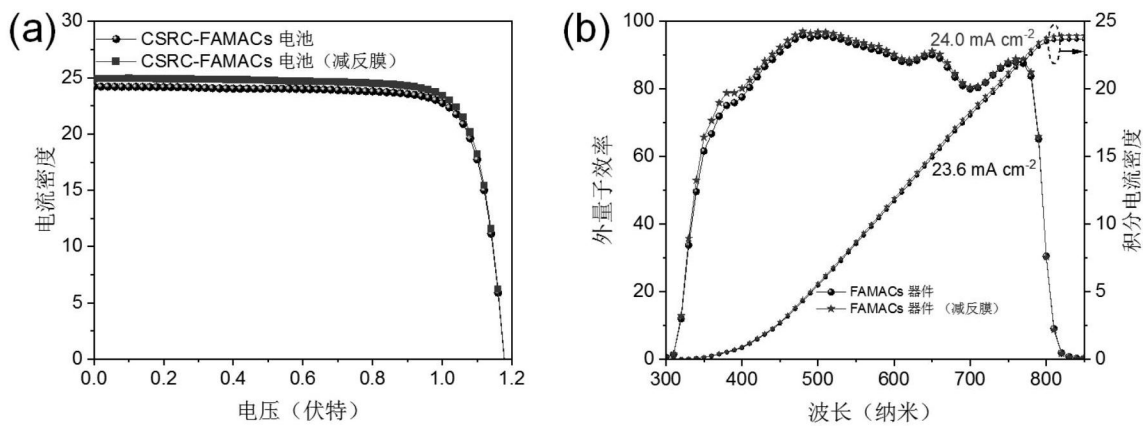 (a)
CSRC-FAMACs 电池
CSRC-FAMACs 电池（减反膜）
电流密度
30
25
20
15
10
5
0
0.0 0.2 0.4 0.6 0.8 1.0 1.2
电压（伏特）
(b)
24.0 mA cm-2
23.6 mA cm-2
外量子效率
100
80
60
40
20
0
积分电流密度
25
20
15
10
5
0
FAMACs 器件
FAMACs 器件 （减反膜）
300 400 500 600 700 800
波长（纳米）